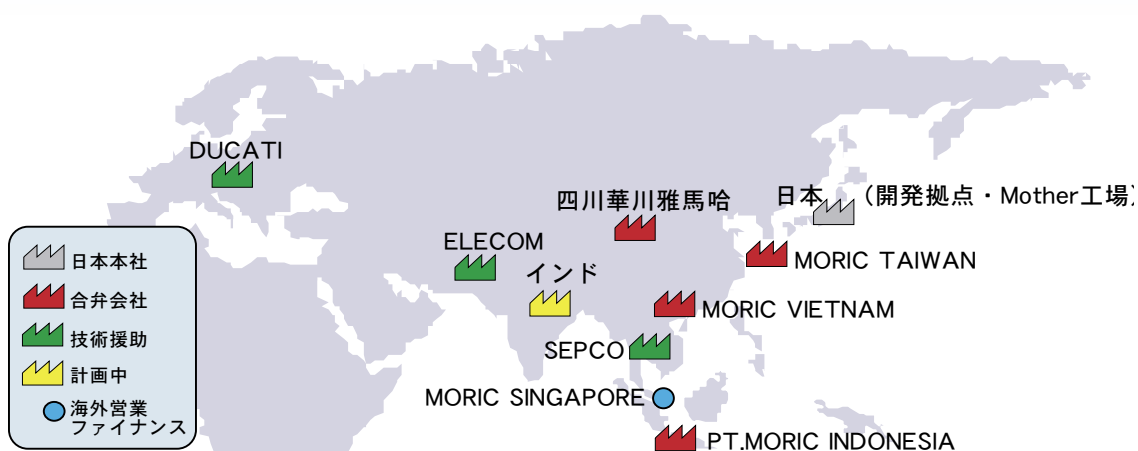 DUCATI
四川華川雅馬哈
日本 (開発拠点・Mother工場)
ELECOM
インド
MORIC TAIWAN
MORIC VIETNAM
SEPCO
MORIC SINGAPORE
PT.MORIC INDONESIA
日本本社
合弁会社
技術援助
計画中
海外営業
ファイナンス